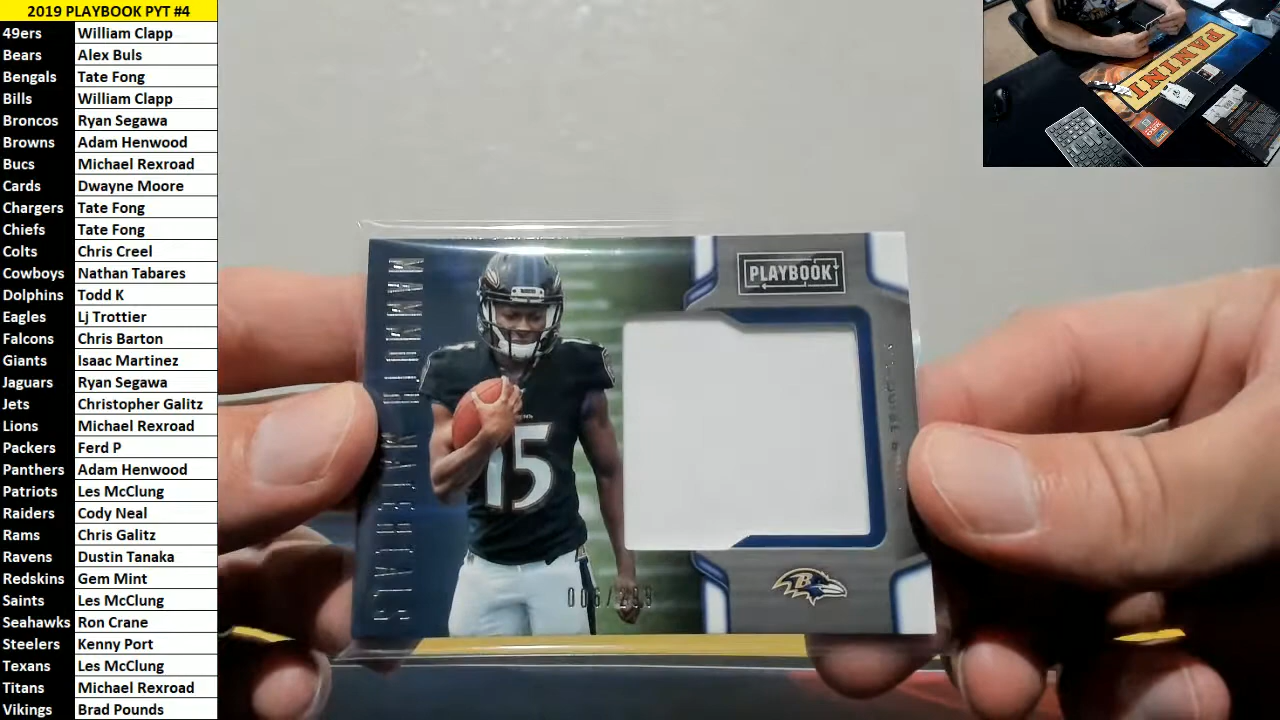 2019 PLAYBOOK PYT #4
49ers William Clapp
Bears Alex Buls
Bengals Tate Fong
Bills William Clapp
Broncos Ryan Segawa
Browns Adam Henwood
Bucs Michael Rexroad
Cards Dwayne Moore
Chargers Tate Fong
Chiefs Tate Fong
Colts Chris Creel
Cowboys Nathan Tabares
Dolphins Todd K
Eagles Lj Trottier
Falcons Chris Barton
Giants Isaac Martinez
Jaguars Ryan Segawa
Jets Christopher Galitz
Lions Michael Rexroad
Packers Ferd P
Panthers Adam Henwood
Patriots Les McClung
Raiders Cody Neal
Rams Chris Galitz
Ravens Dustin Tanaka
Redskins Gem Mint
Saints Les McClung
Seahawks Ron Crane
Steelers Kenny Port
Texans Les McClung
Titans Michael Rexroad
Vikings Brad Pounds
PLAYBOOK
15
B
PANINI